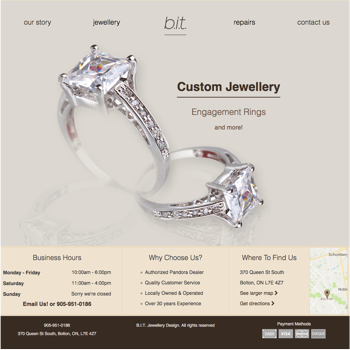 our story
jewellery
b.i.t.
repairs
contact us
Custom Jewellery
Engagement Rings
and more!
Business Hours
Monday - Friday 10:00am - 6:00pm
Saturday 11:00am - 4:00pm
Sunday Sorry we're closed
Email Us! or 905-951-0186
Why Choose Us?
Authorized Pandora Dealer
Quality Customer Service
Locally Owned & Operated
Over 30 years Experience
Where To Find Us
370 Queen St South
Bolton, ON L7E 4Z7
See larger map
Get directions
905-951-0186
370 Queen St South, Bolton, ON, L7E 4Z7
B.I.T. Jewellery Design. All rights reserved
Payment Methods
VISA